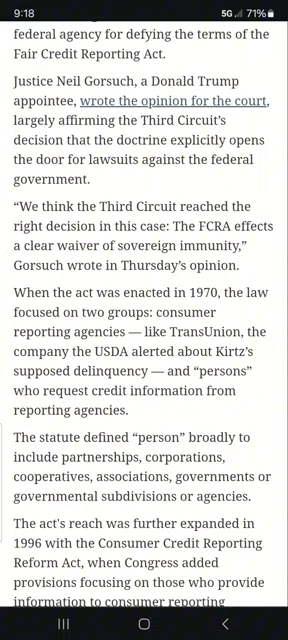 9:18
5G 71%
federal agency for defying the terms of the
Fair Credit Reporting Act.
Justice Neil Gorsuch, a Donald Trump
appointee, wrote the opinion for the court,
largely affirming the Third Circuit’s
decision that the doctrine explicitly opens
the door for lawsuits against the federal
government.
“We think the Third Circuit reached the
right decision in this case: The FCRA effects
a clear waiver of sovereign immunity,”
Gorsuch wrote in Thursday’s opinion.
When the act was enacted in 1970, the law
focused on two groups: consumer
reporting agencies — like TransUnion, the
company the USDA alerted about Kirtz’s
supposed delinquency — and “persons”
who request credit information from
reporting agencies.
The statute defined “person” broadly to
include partnerships, corporations,
cooperatives, associations, governments or
governmental subdivisions or agencies.
The act's reach was further expanded in
1996 with the Consumer Credit Reporting
Reform Act, when Congress added
provisions focusing on those who provide
information to consumer reporting